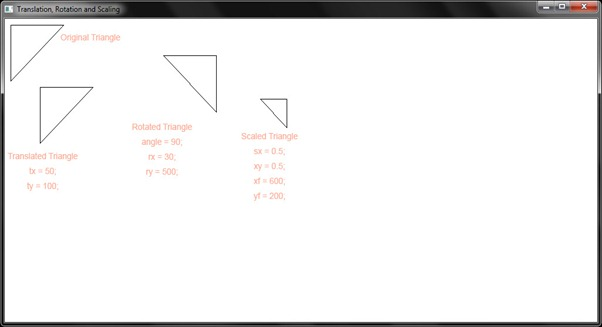 Translation, Rotation and Scaling
Original Triangle
Translated Triangle
tx = 50;
ty = 100;
Rotated Triangle
angle = 90;
rx = 30;
ry = 500;
Scaled Triangle
sx = 0.5;
xy = 0.5;
xf = 600;
yf = 200;